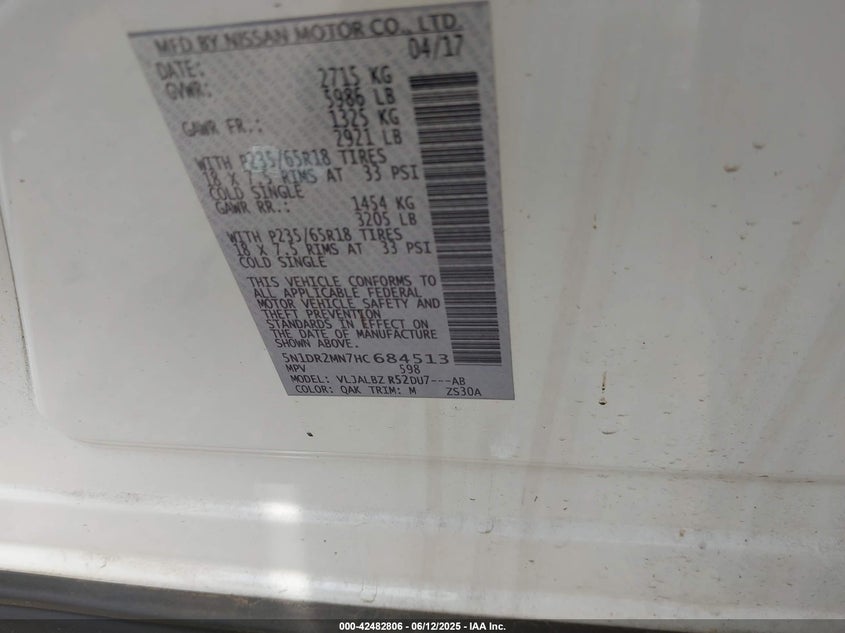 MFD BY NISSAN MOTOR CO., LTD.
DATE: 04/17
GVWR: 2715 KG
5986 LB
GAWR FR.: 1325 KG
2921 LB
WITH P235/65R18 TIRES
18 X 7.5 RIMS AT 33 PSI
COLD SINGLE
GAWR RR.: 1454 KG
3205 LB
WITH P235/65R18 TIRES
18 X 7.5 RIMS AT 33 PSI
COLD SINGLE
THIS VEHICLE CONFORMS TO
ALL APPLICABLE FEDERAL
MOTOR VEHICLE SAFETY AND
THEFT PREVENTION
STANDARDS IN EFFECT ON
THE DATE OF MANUFACTURE
SHOWN ABOVE.
5N1DR2MN7HC684513
MPV 598
MODEL: VLJALBZ R52DU7---AB
COLOR: QAK TRIM: M ZS30A
000-42482806 - 06/12/2025 - IAA Inc.